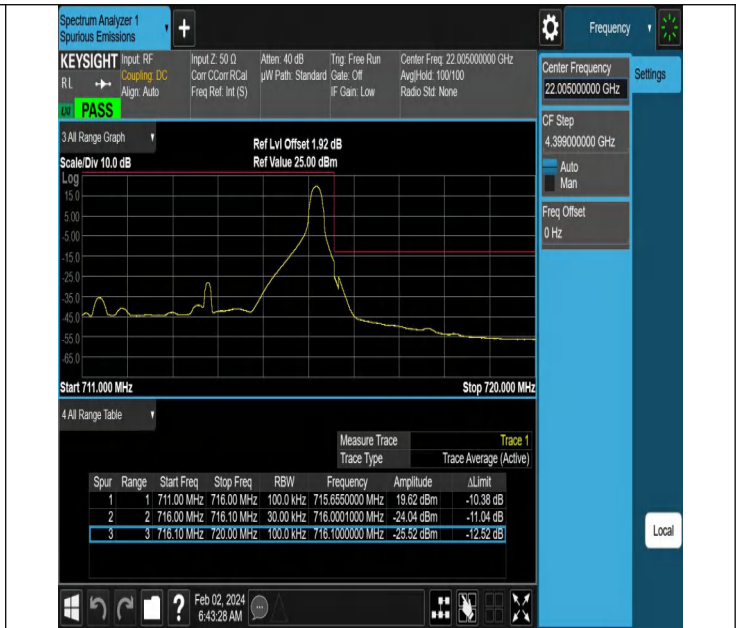 Spectrum Analyzer 1
Spurious Emissions
+
Frequency
KEYSIGHT Input: RF Input Z: 50 Ω Atten: 40 dB Trig: Free Run Center Freq: 22.005000000 GHz
RL Coupling: DC Corr CCorr RCal µW Path: Standard Gate: Off Avg|Hold: 100/100
Align: Auto Freq Ref: Int (S) IF Gain: Low Radio Std: None
PASS
Center Frequency
22.005000000 GHz
Settings
CF Step
4.399000000 GHz
Auto
Man
Freq Offset
0 Hz
3 All Range Graph
Ref Lvl Offset 1.92 dB
Scale/Div 10.0 dB Ref Value 25.00 dBm
Log
15.0
5.00
-5.00
-15.0
-25.0
-35.0
-45.0
-55.0
-65.0
Start 711.000 MHz Stop 720.000 MHz
4 All Range Table
Measure Trace Trace 1
Trace Type Trace Average (Active)
Spur Range Start Freq Stop Freq RBW Frequency Amplitude ΔLimit
1 1 711.00 MHz 716.00 MHz 100.0 kHz 715.6550000 MHz 19.62 dBm -10.38 dB
2 2 716.00 MHz 716.10 MHz 30.00 kHz 716.0001000 MHz -24.04 dBm -11.04 dB
3 3 716.10 MHz 720.00 MHz 100.0 kHz 716.1000000 MHz -25.52 dBm -12.52 dB
Local
?
Feb 02, 2024
6:43:28 AM